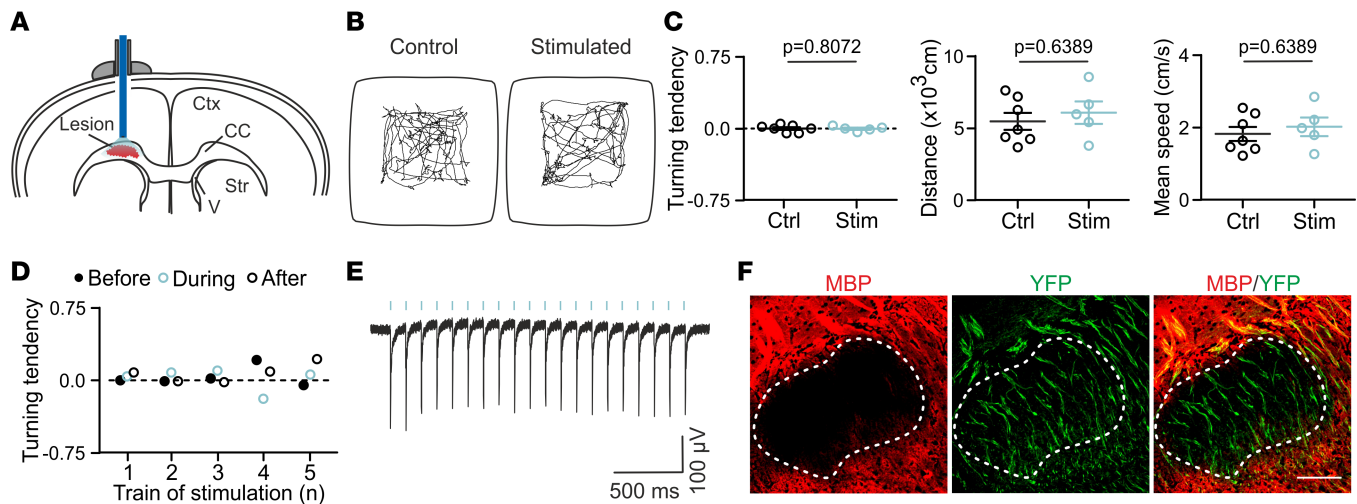 A
Lesion
Ctx
CC
Str
V
B
Control
Stimulated
C
p=0.8072
Turning tendency
0.75
0.0
-0.75
Ctrl
Stim
p=0.6389
Distance (x10³cm)
10
5
0
Ctrl
Stim
p=0.6389
Mean speed (cm/s)
4
2
0
Ctrl
Stim
D
Before
During
After
Turning tendency
0.75
0.0
-0.75
1 2 3 4 5
Train of stimulation (n)
E
500 ms
100 µV
F
MBP
YFP
MBP/YFP